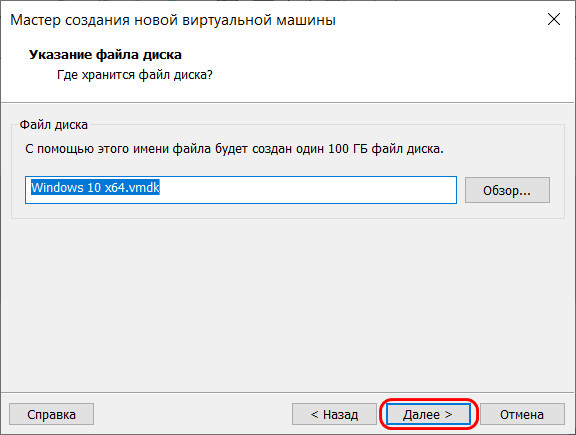 Мастер создания новой виртуальной машины
Указание файла диска
Где хранится файл диска?
Файл диска
С помощью этого имени файла будет создан один 100 ГБ файл диска.
Windows 10 x64.vmdk
Обзор...
Справка
< Назад
Далее >
Отмена